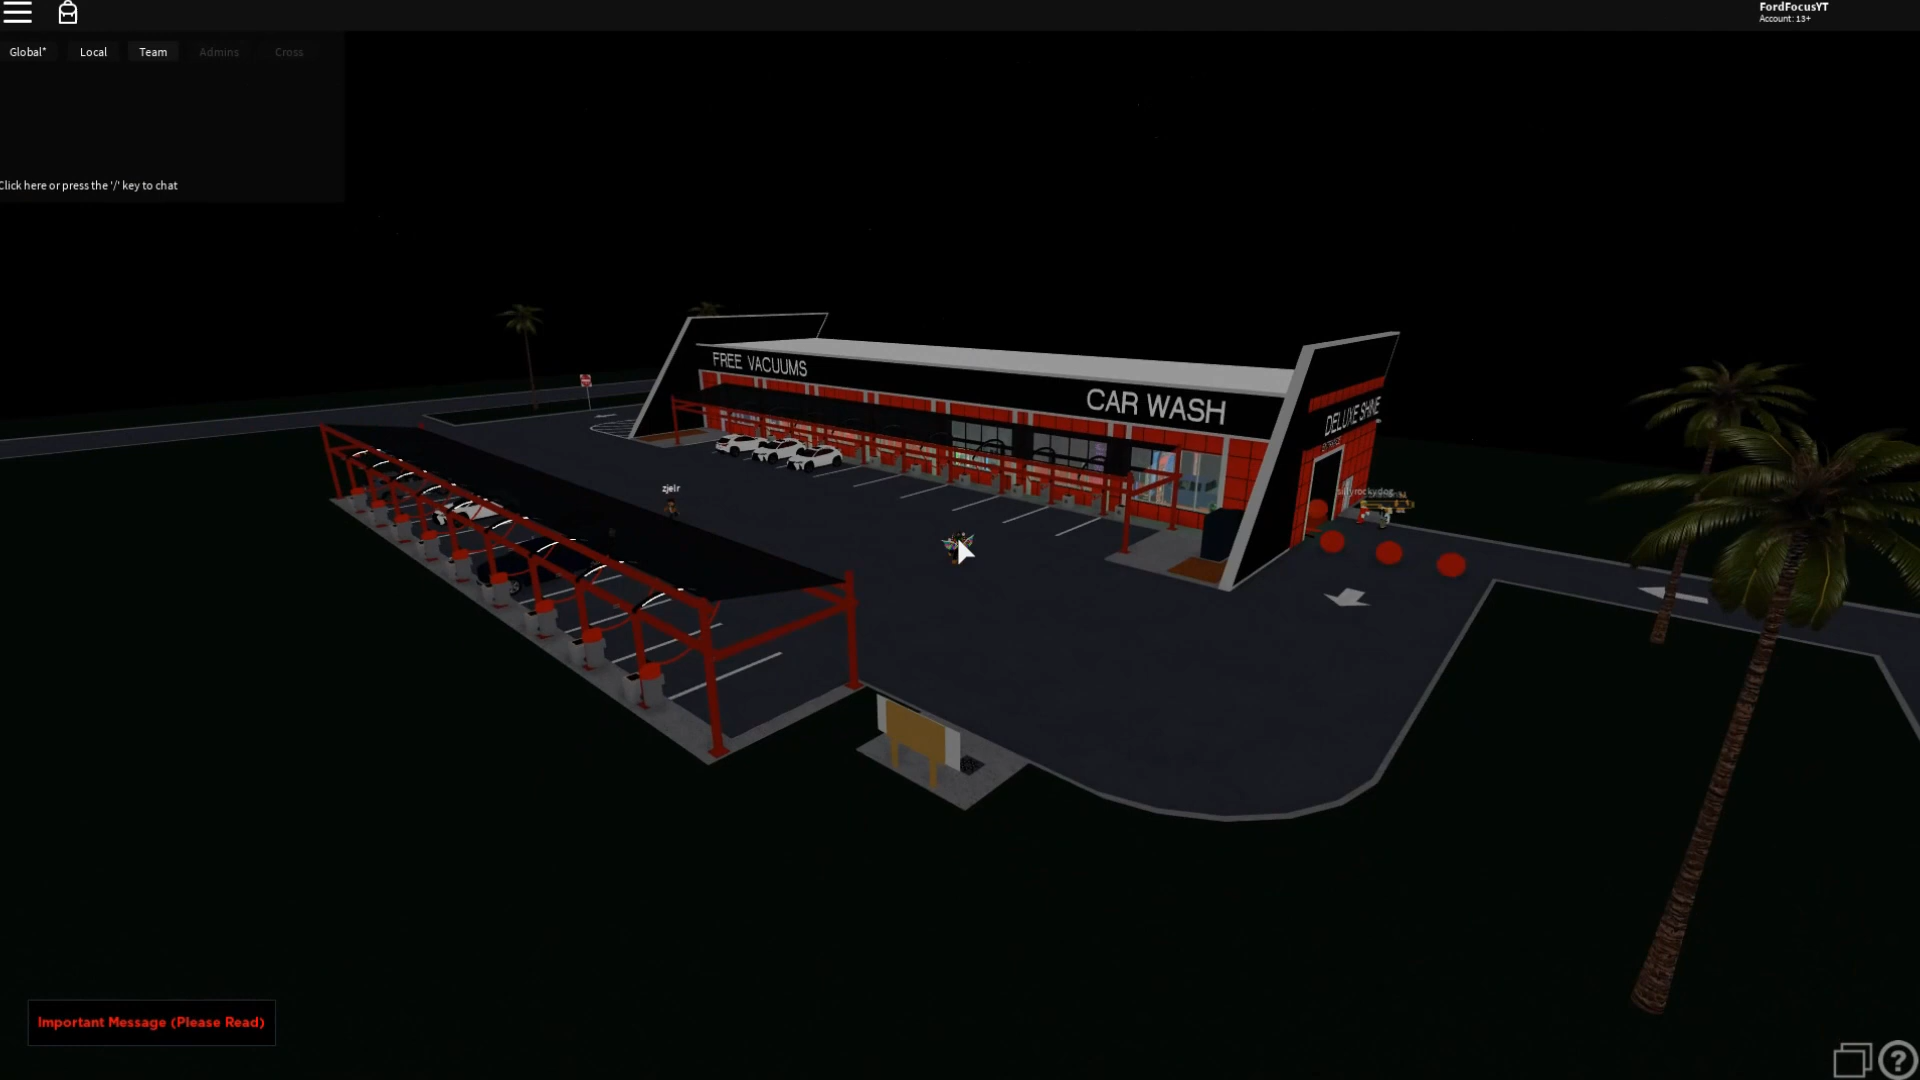 FordFocusYT
Account: 13+
Global* Local Team Admins Cross
Click here or press the '/' key to chat
FREE VACUUMS
CAR WASH
DELUXE SHINE
ENTRANCE
zjelr
Important Message (Please Read)
?